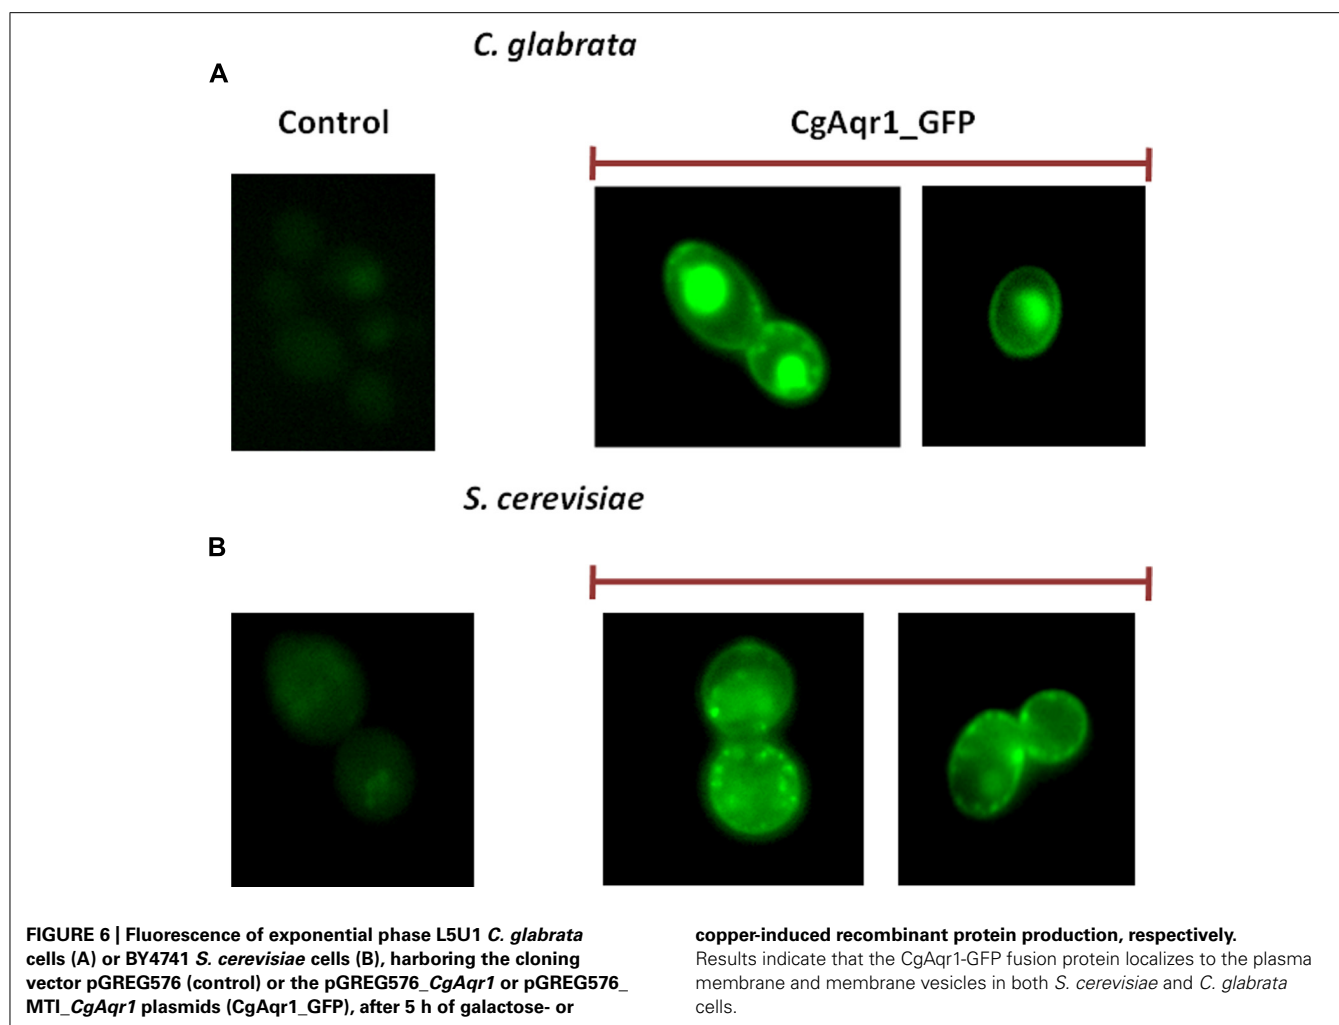 C. glabrata
A
Control
CgAqr1_GFP
S. cerevisiae
B
FIGURE 6 | Fluorescence of exponential phase L5U1 C. glabrata
cells (A) or BY4741 S. cerevisiae cells (B), harboring the cloning
vector pGREG576 (control) or the pGREG576_CgAqr1 or pGREG576_
MTI_CgAqr1 plasmids (CgAqr1_GFP), after 5 h of galactose- or
copper-induced recombinant protein production, respectively.
Results indicate that the CgAqr1-GFP fusion protein localizes to the plasma
membrane and membrane vesicles in both S. cerevisiae and C. glabrata
cells.